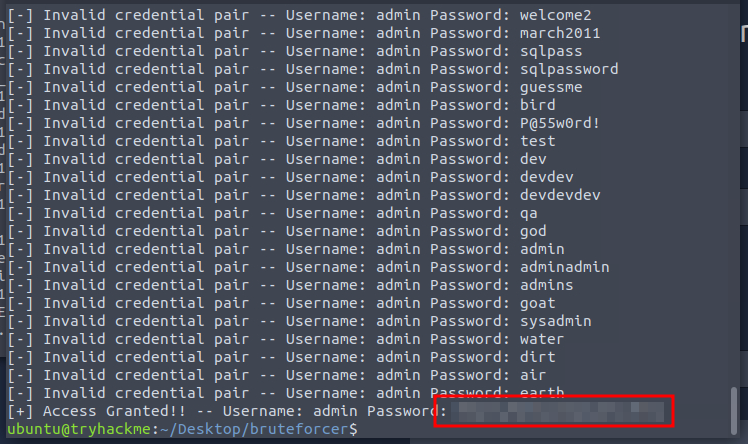 [-] Invalid credential pair -- Username: admin Password: welcome2
[-] Invalid credential pair -- Username: admin Password: march2011
[-] Invalid credential pair -- Username: admin Password: sqlpass
[-] Invalid credential pair -- Username: admin Password: sqlpassword
[-] Invalid credential pair -- Username: admin Password: guessme
[-] Invalid credential pair -- Username: admin Password: bird
[-] Invalid credential pair -- Username: admin Password: P@55w0rd!
[-] Invalid credential pair -- Username: admin Password: test
[-] Invalid credential pair -- Username: admin Password: dev
[-] Invalid credential pair -- Username: admin Password: devdev
[-] Invalid credential pair -- Username: admin Password: devdevdev
[-] Invalid credential pair -- Username: admin Password: qa
[-] Invalid credential pair -- Username: admin Password: god
[-] Invalid credential pair -- Username: admin Password: admin
[-] Invalid credential pair -- Username: admin Password: adminadmin
[-] Invalid credential pair -- Username: admin Password: admins
[-] Invalid credential pair -- Username: admin Password: goat
[-] Invalid credential pair -- Username: admin Password: sysadmin
[-] Invalid credential pair -- Username: admin Password: water
[-] Invalid credential pair -- Username: admin Password: dirt
[-] Invalid credential pair -- Username: admin Password: air
[-] Invalid credential pair -- Username: admin Password: earth
[+] Access Granted!! -- Username: admin Password:
ubuntu@tryhackme:~/Desktop/bruteforcer$